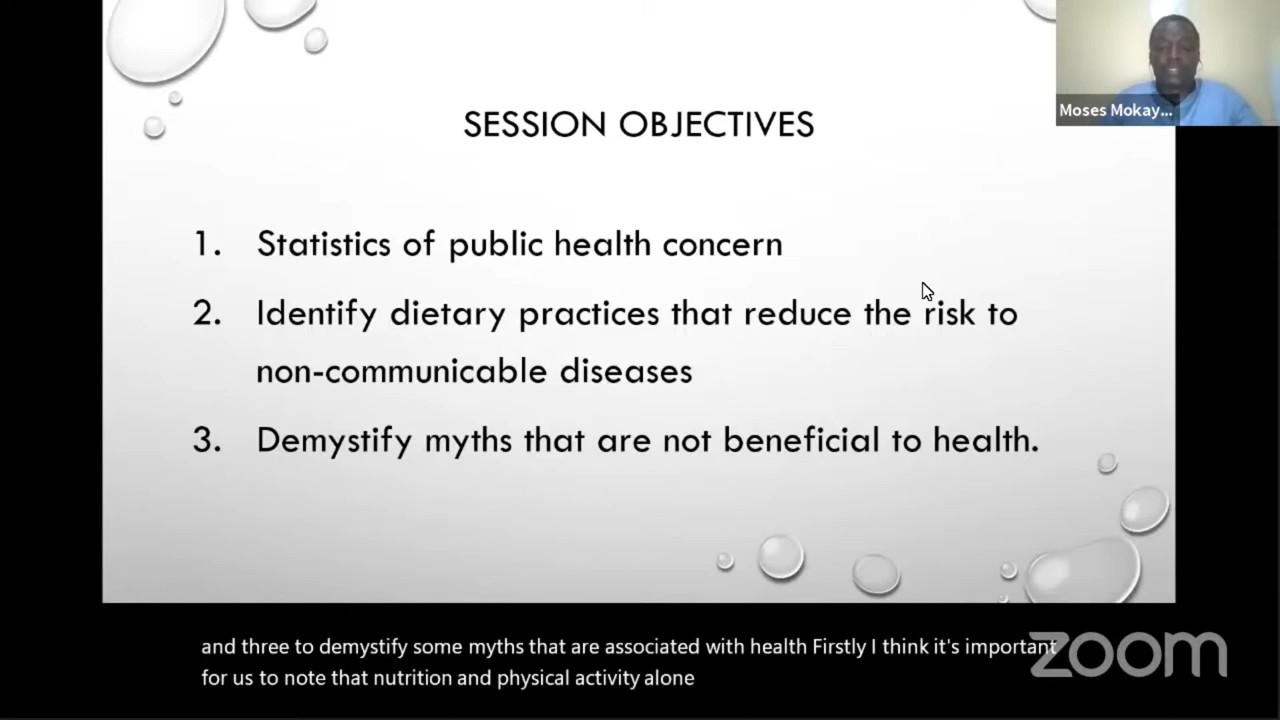 Moses Mokay...
SESSION OBJECTIVES
1. Statistics of public health concern
2. Identify dietary practices that reduce the risk to
non-communicable diseases
3. Demystify myths that are not beneficial to health.
and three to demystify some myths that are associated with health Firstly I think it's important
for us to note that nutrition and physical activity alone
zoom